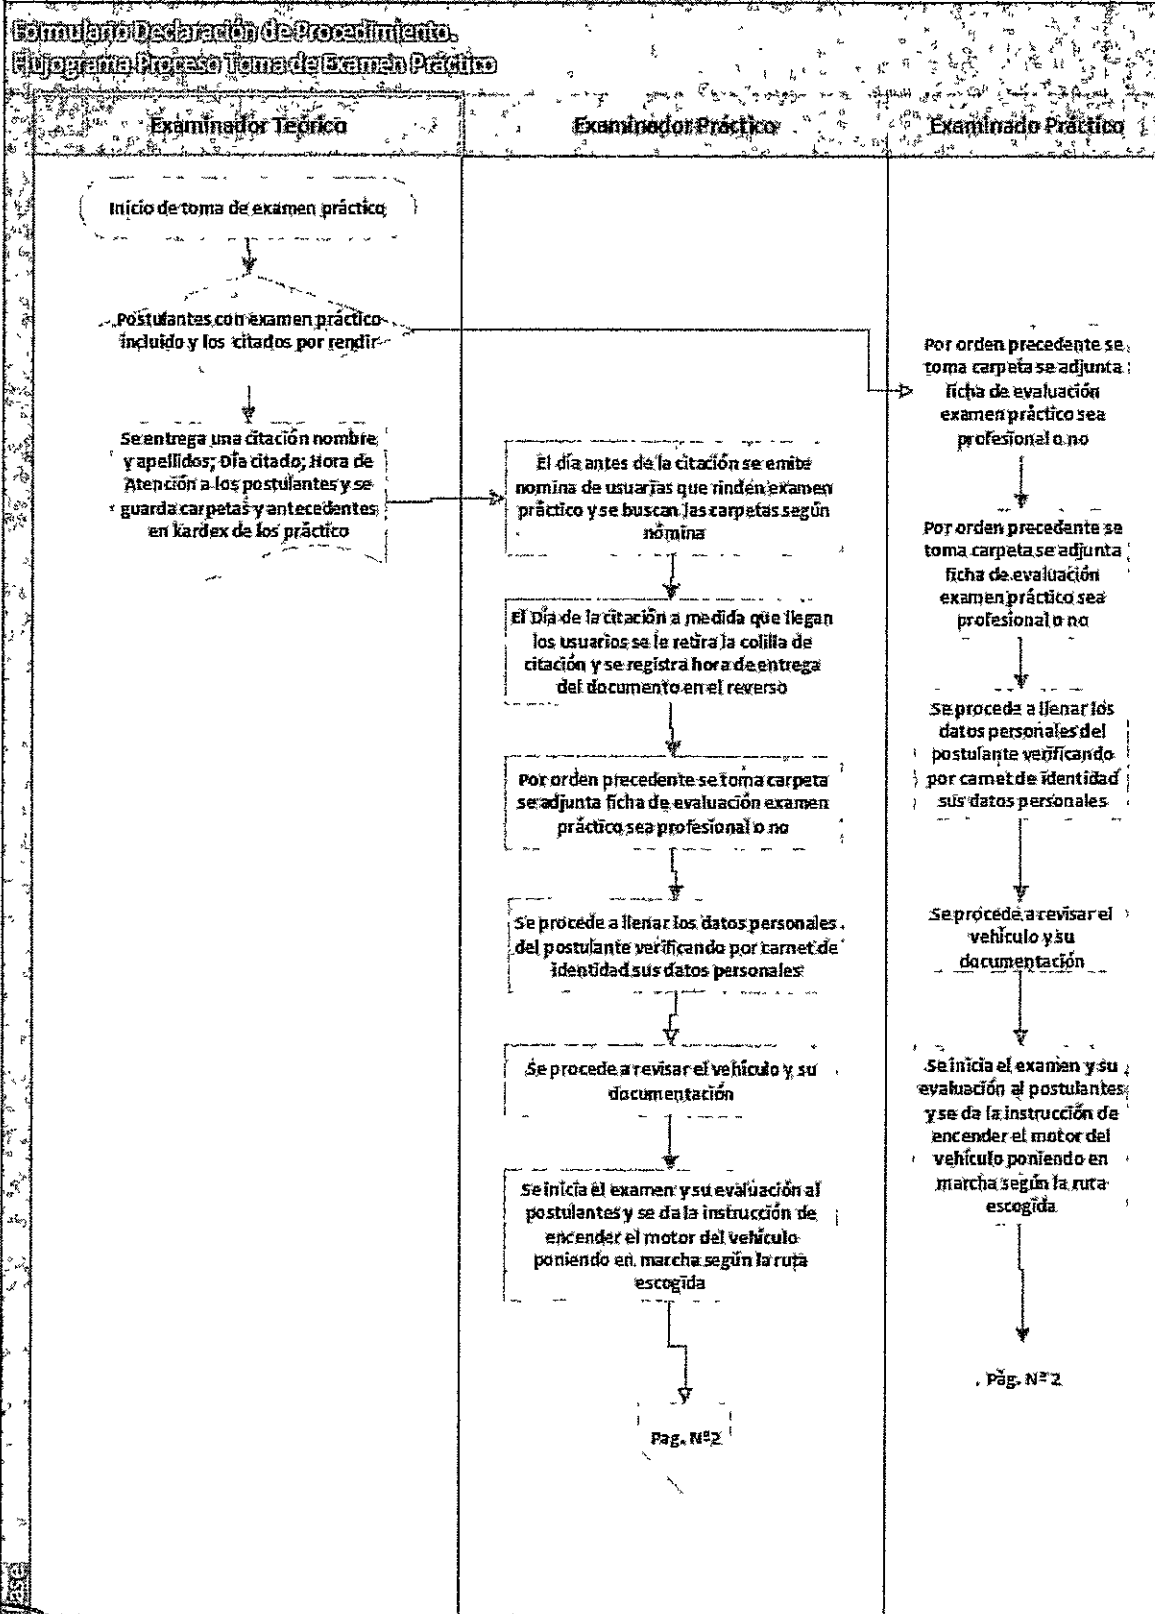 Formulario Declaración de Procedimiento.
Flujograma Proceso Toma de Examen Práctico
Examinador Teórico
Examinador Práctico
Examinado Práctico
Inicio de toma de examen práctico
Postulantes con examen práctico
incluido y los citados por rendir
Se entrega una citación nombre
y apellidos; Día citado; Hora de
Atención a los postulantes y se
guarda carpetas y antecedentes
en kardex de los práctico
El día antes de la citación se emite
nomina de usuarias que rinden examen
práctico y se buscan las carpetas según
nómina
El Día de la citación a medida que llegan
los usuarios se le retira la colilla de
citación y se registra hora de entrega
del documento en el reverso
Por orden precedente se toma carpeta
se adjunta ficha de evaluación examen
práctico sea profesional o no
Se procede a llenar los datos personales
del postulante verificando por carnet de
identidad sus datos personales
Se procede a revisar el vehículo y su
documentación
Se inicia el examen y su evaluación al
postulantes y se da la instrucción de
encender el motor del vehículo
poniendo en marcha según la ruta
escogida
Pag. Nº2
Por orden precedente se
toma carpeta se adjunta
ficha de evaluación
examen práctico sea
profesional o no
Por orden precedente se
toma carpeta se adjunta
ficha de evaluación
examen práctico sea
profesional o no
Se procede a llenar los
datos personales del
postulante verificando
por carnet de identidad
sus datos personales
Se procede a revisar el
vehículo y su
documentación
Se inicia el examen y su
evaluación al postulantes
y se da la instrucción de
encender el motor del
vehículo poniendo en
marcha según la ruta
escogida
Pág. Nº 2
Fase